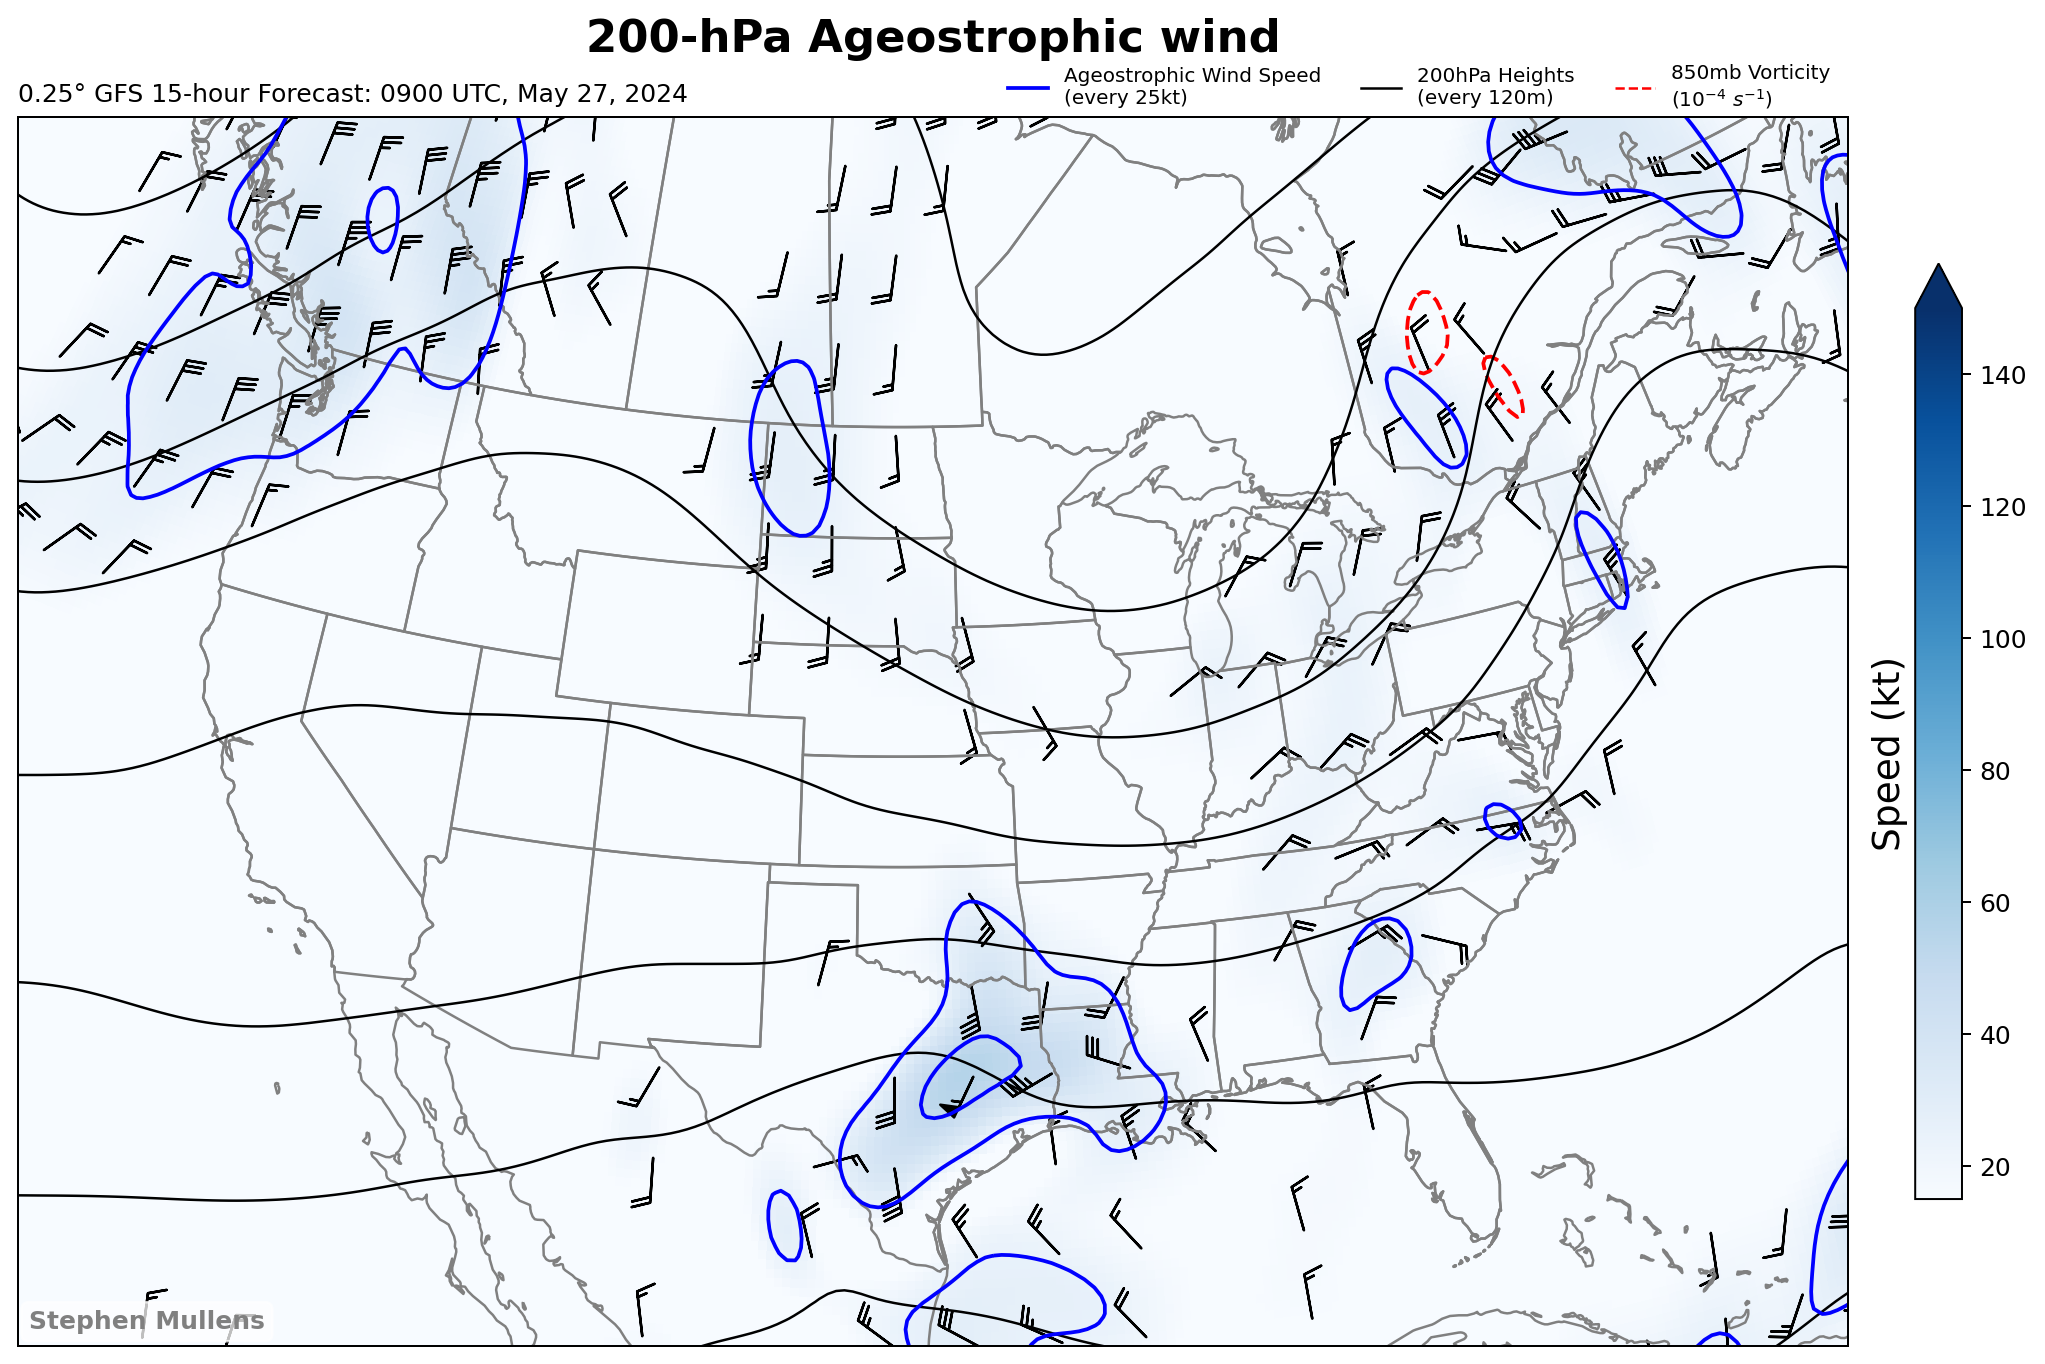 200-hPa Ageostrophic wind
0.25° GFS 15-hour Forecast: 0900 UTC, May 27, 2024
Ageostrophic Wind Speed
(every 25kt)
200hPa Heights
(every 120m)
850mb Vorticity
(10⁻⁴ s⁻¹)
140
120
100
80
60
40
20
Speed (kt)
Stephen Mullens